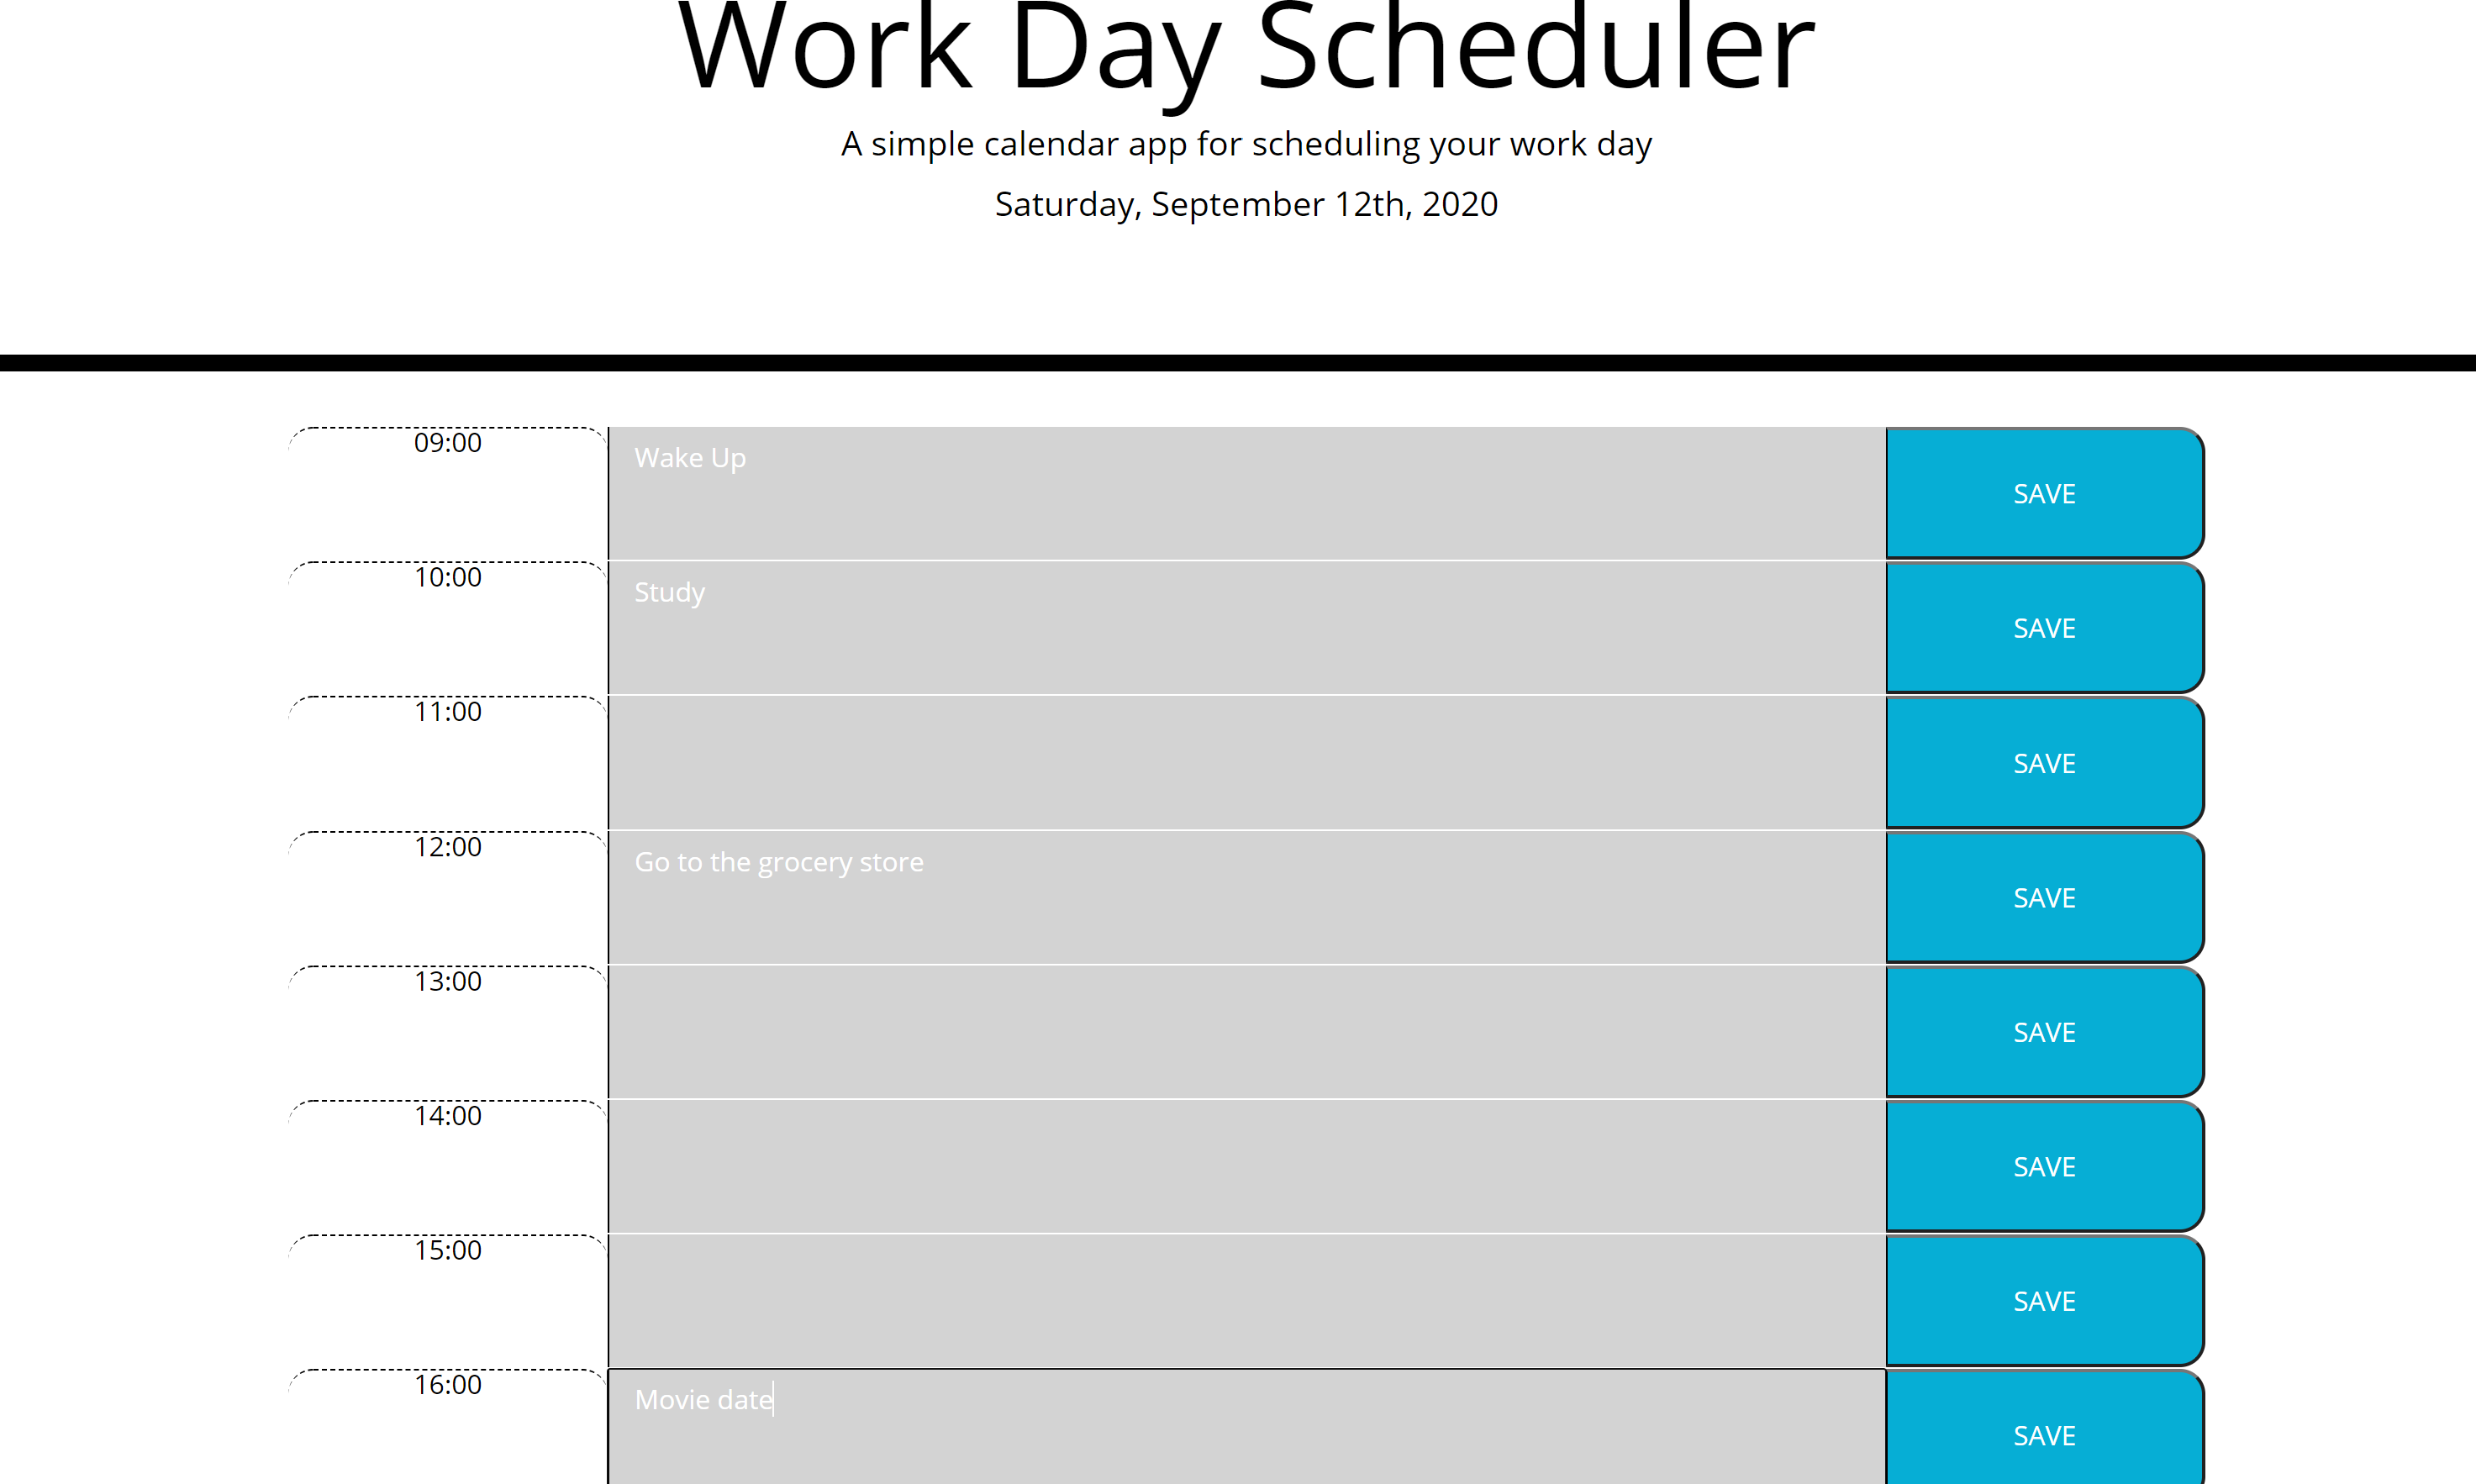 Work Day Scheduler
A simple calendar app for scheduling your work day
Saturday, September 12th, 2020
09:00
Wake Up
SAVE
10:00
Study
SAVE
11:00
SAVE
12:00
Go to the grocery store
SAVE
13:00
SAVE
14:00
SAVE
15:00
SAVE
16:00
Movie date
SAVE